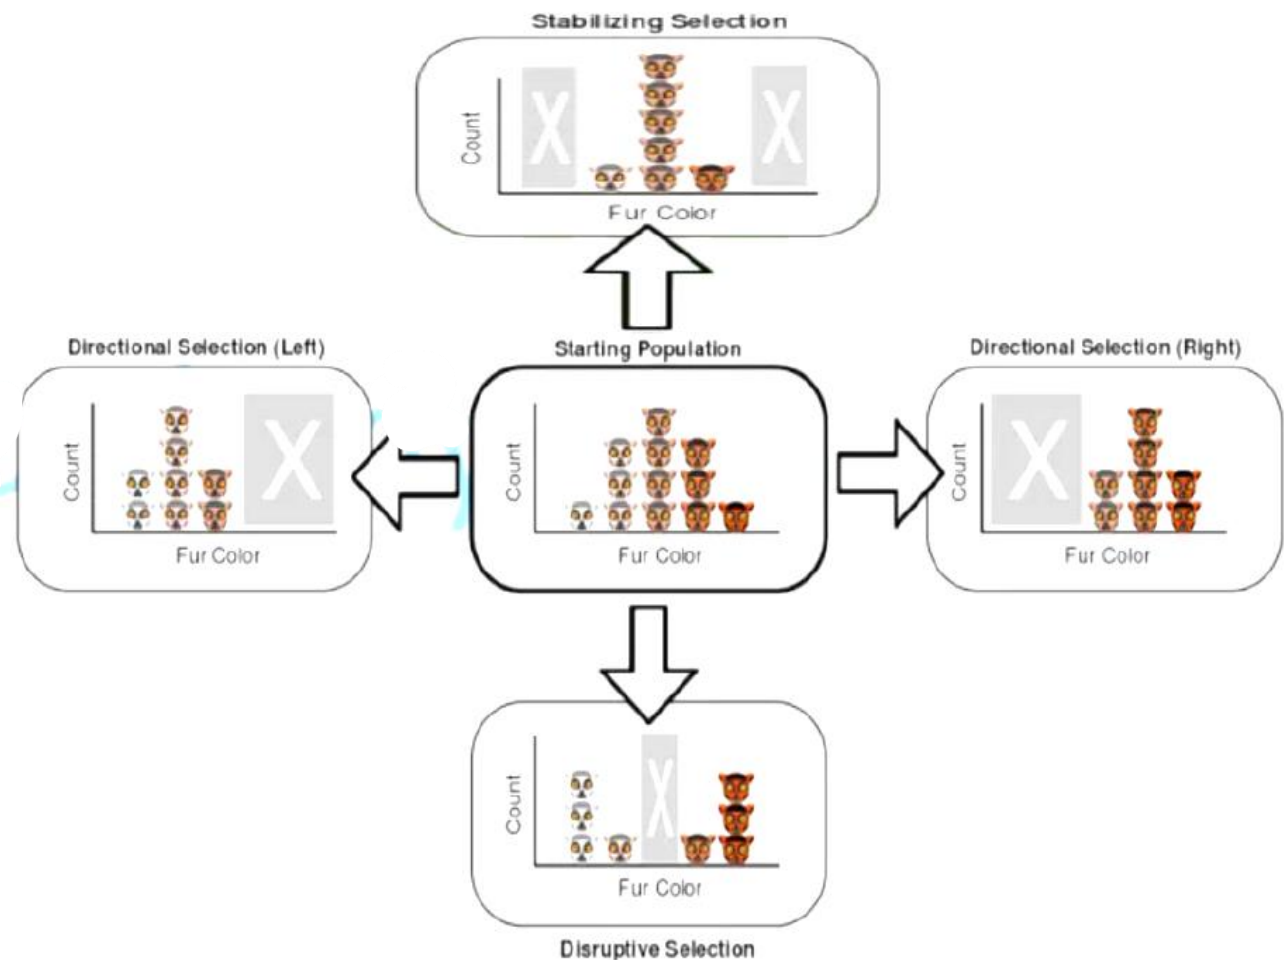 Stabilizing Selection
Count
X
X
Fur Color
Directional Selection (Left)
Count
X
Fur Color
Starting Population
Count
Fur Color
Directional Selection (Right)
Count
X
Fur Color
Count
X
Fur Color
Disruptive Selection